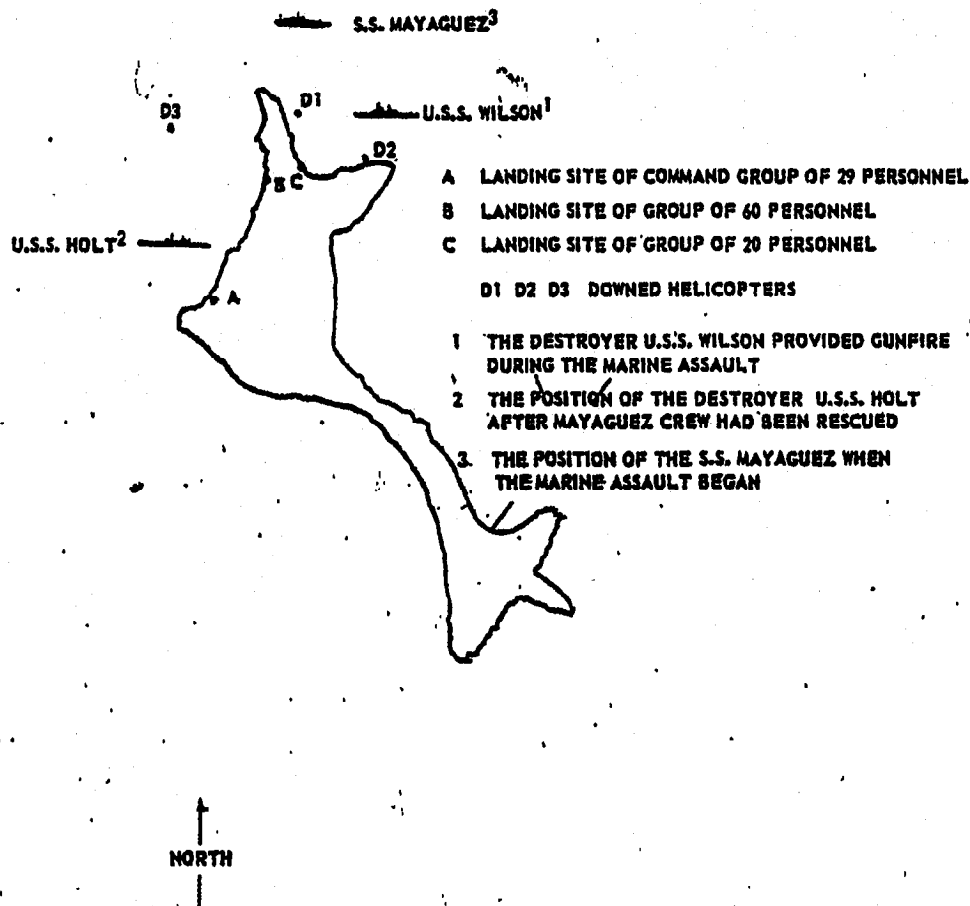 S.S. MAYAGUEZ3
D1
D3
U.S.S. WILSON1
D2
B C
A LANDING SITE OF COMMAND GROUP OF 29 PERSONNEL
B LANDING SITE OF GROUP OF 60 PERSONNEL
U.S.S. HOLT2
C LANDING SITE OF GROUP OF 20 PERSONNEL
A
D1 D2 D3 DOWNED HELICOPTERS
1 THE DESTROYER U.S.S. WILSON PROVIDED GUNFIRE
DURING THE MARINE ASSAULT
2 THE POSITION OF THE DESTROYER U.S.S. HOLT
AFTER MAYAGUEZ CREW HAD BEEN RESCUED
3. THE POSITION OF THE S.S. MAYAGUEZ WHEN
THE MARINE ASSAULT BEGAN
NORTH